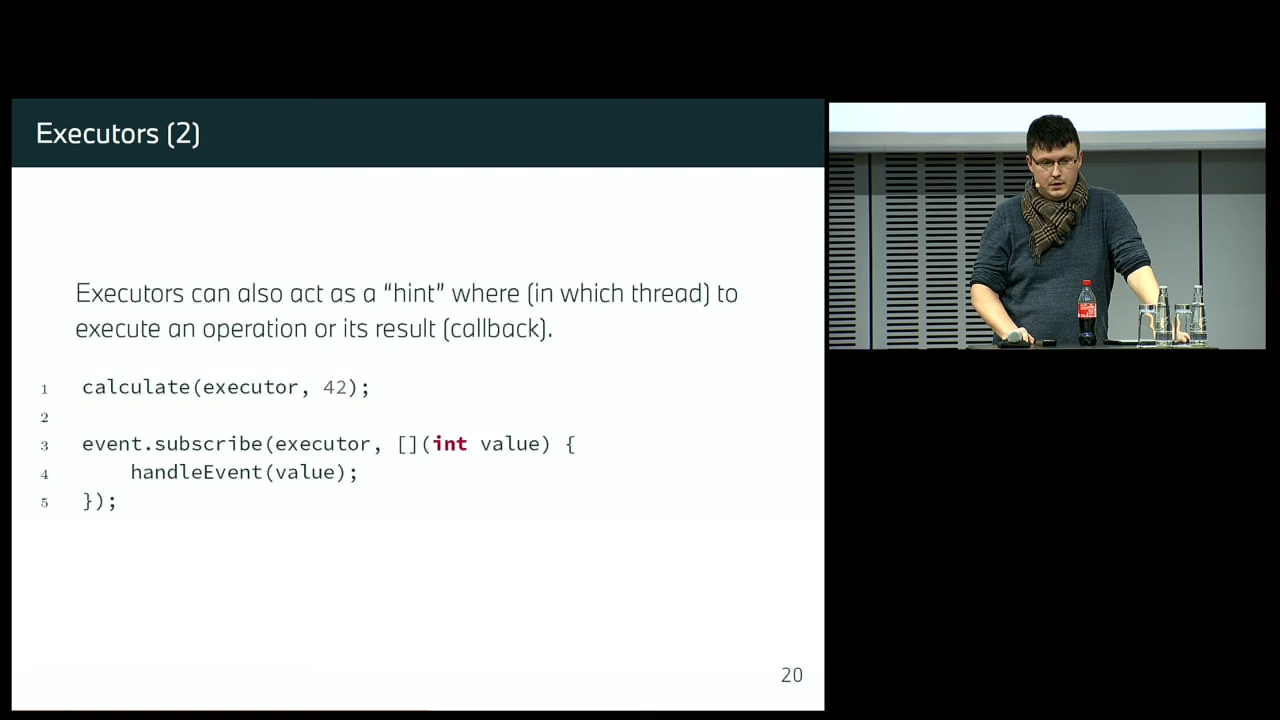 Executors (2)
Executors can also act as a “hint” where (in which thread) to
execute an operation or its result (callback).
1 calculate(executor, 42);
2
3 event.subscribe(executor, [](int value) {
4 handleEvent(value);
5 });
20